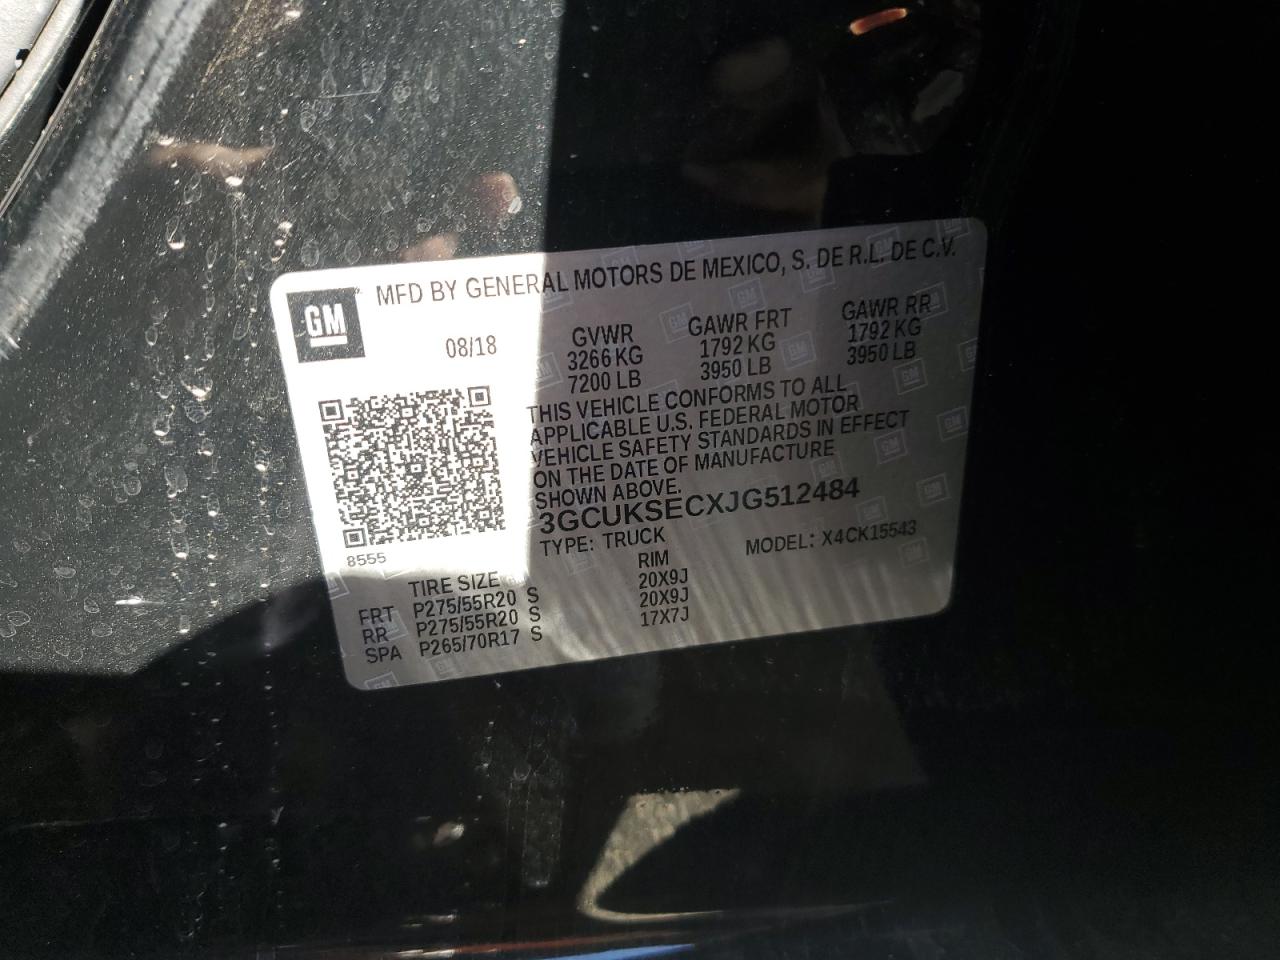 GM
MFD BY GENERAL MOTORS DE MEXICO, S. DE R.L. DE C.V.
08/18
GVWR
3266 KG
7200 LB
GAWR FRT
1792 KG
3950 LB
GAWR RR
1792 KG
3950 LB
THIS VEHICLE CONFORMS TO ALL
APPLICABLE U.S. FEDERAL MOTOR
VEHICLE SAFETY STANDARDS IN EFFECT
ON THE DATE OF MANUFACTURE
SHOWN ABOVE.
3GCUKSECXJG512484
8555
TYPE: TRUCK
MODEL: X4CK15543
TIRE SIZE RIM
FRT P275/55R20 S 20X9J
RR P275/55R20 S 20X9J
SPA P265/70R17 S 17X7J